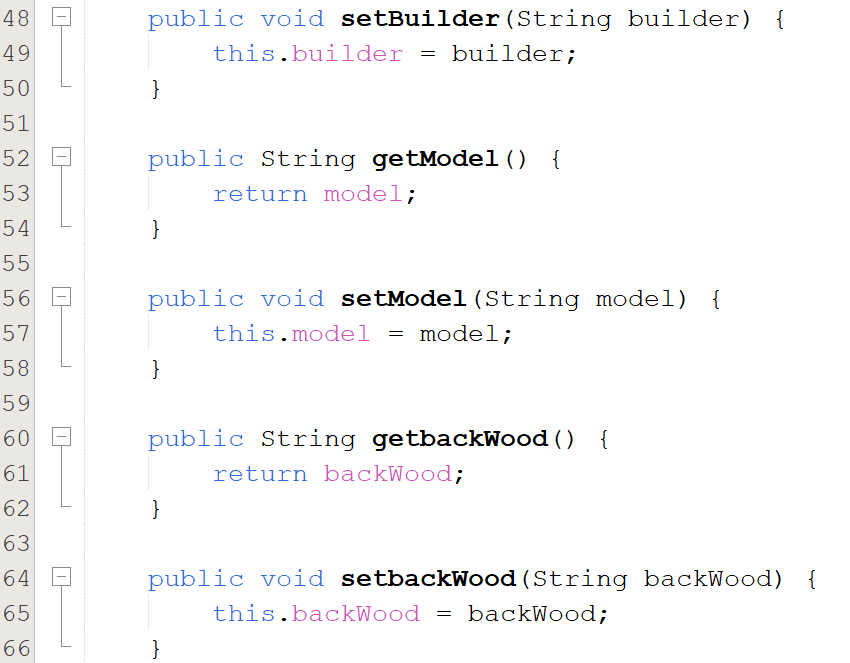 48 public void setBuilder(String builder) {
49 this.builder = builder;
50 }
51
52 public String getModel() {
53 return model;
54 }
55
56 public void setModel(String model) {
57 this.model = model;
58 }
59
60 public String getbackWood() {
61 return backWood;
62 }
63
64 public void setbackWood(String backWood) {
65 this.backWood = backWood;
66 }